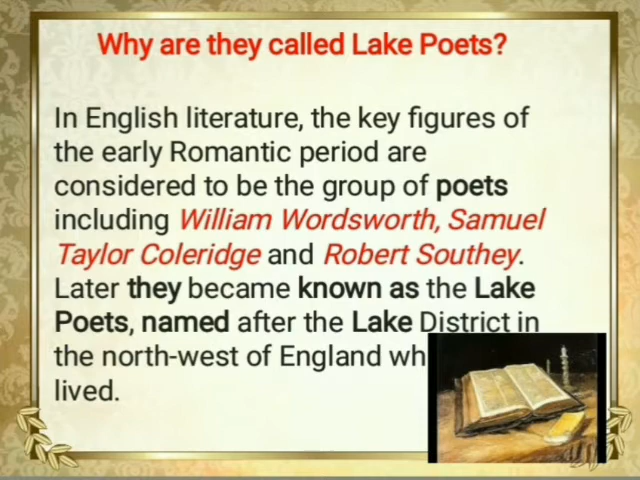 Why are they called Lake Poets?
In English literature, the key figures of
the early Romantic period are
considered to be the group of poets
including William Wordsworth, Samuel
Taylor Coleridge and Robert Southey.
Later they became known as the Lake
Poets, named after the Lake District in
the north-west of England wh
lived.